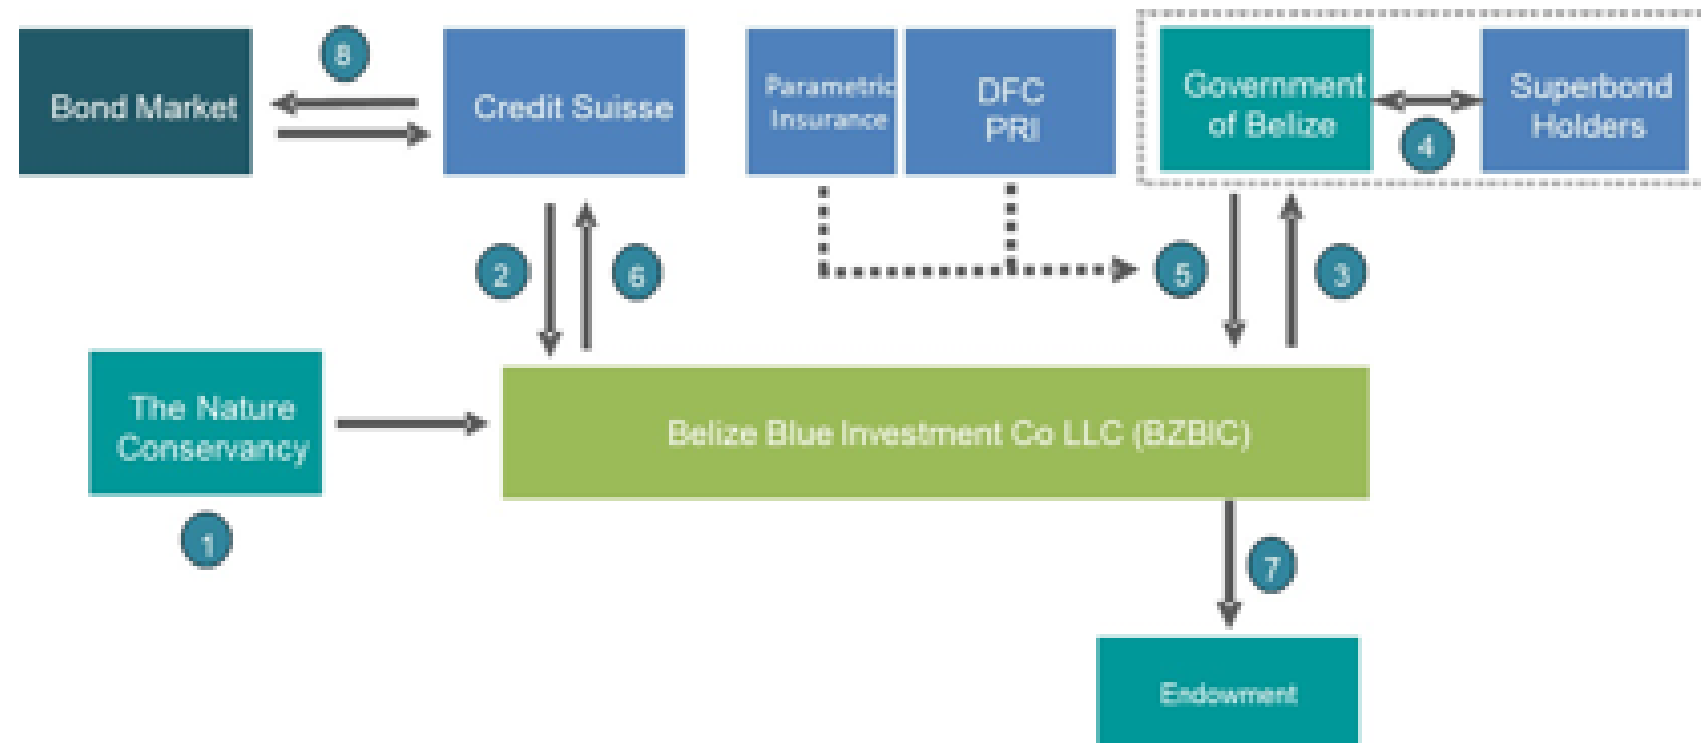 Bond Market
8
Credit Suisse
Parametric
Insurance
DFC
PRI
Government
of Belize
4
Superbond
Holders
2
6
5
3
The Nature
Conservancy
1
Belize Blue Investment Co LLC (BZBIC)
7
Endowment